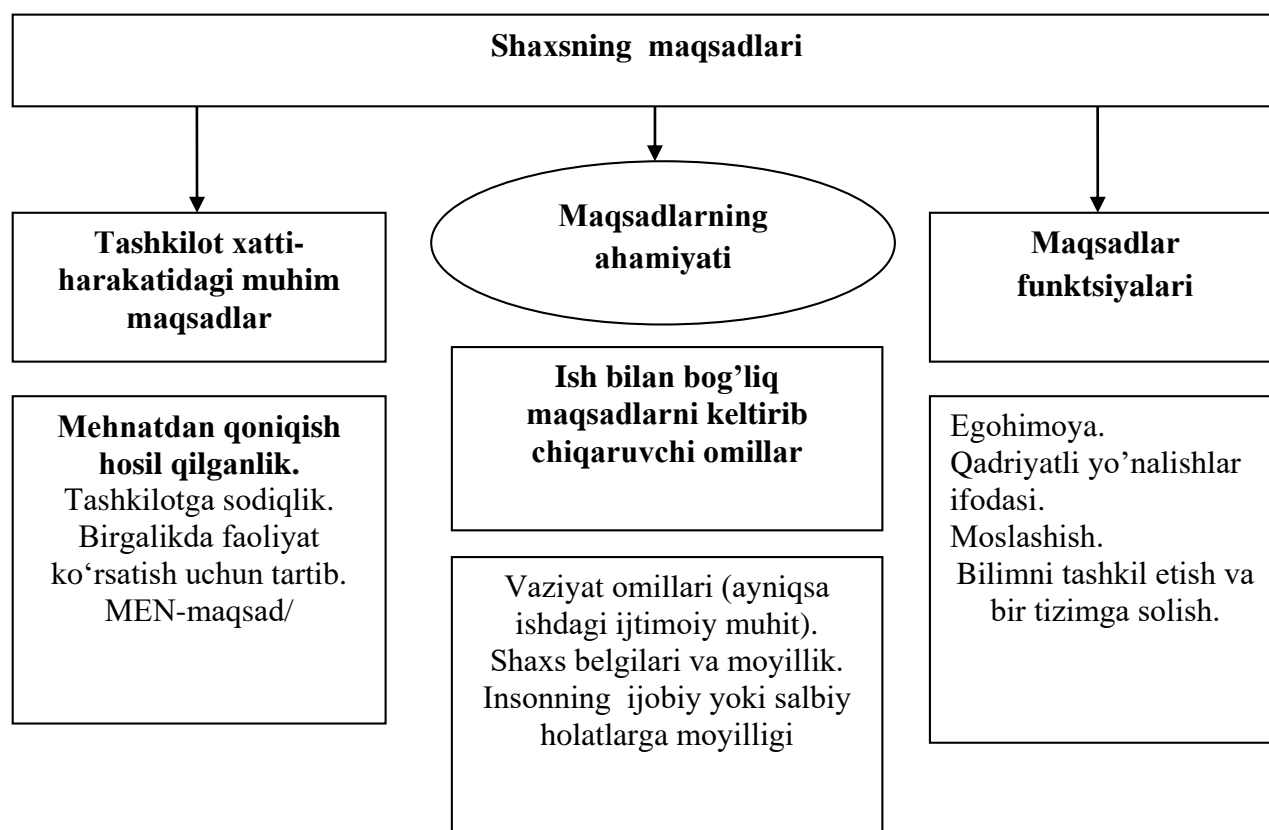 Shaxsning maqsadlari
Tashkilot xatti-
harakatidagi muhim
maqsadlar
Maqsadlarning
ahamiyati
Maqsadlar
funktsiyalari
Mehnatdan qoniqish
hosil qilganlik.
Tashkilotga sodiqlik.
Birgalikda faoliyat
ko‘rsatish uchun tartib.
MEN-maqsad/
Ish bilan bog’liq
maqsadlarni keltirib
chiqaruvchi omillar
Vaziyat omillari (ayniqsa
ishdagi ijtimoiy muhit).
Shaxs belgilari va moyillik.
Insonning ijobiy yoki salbiy
holatlarga moyilligi
Egohimoya.
Qadriyatli yo’nalishlar
ifodasi.
Moslashish.
Bilimni tashkil etish va
bir tizimga solish.